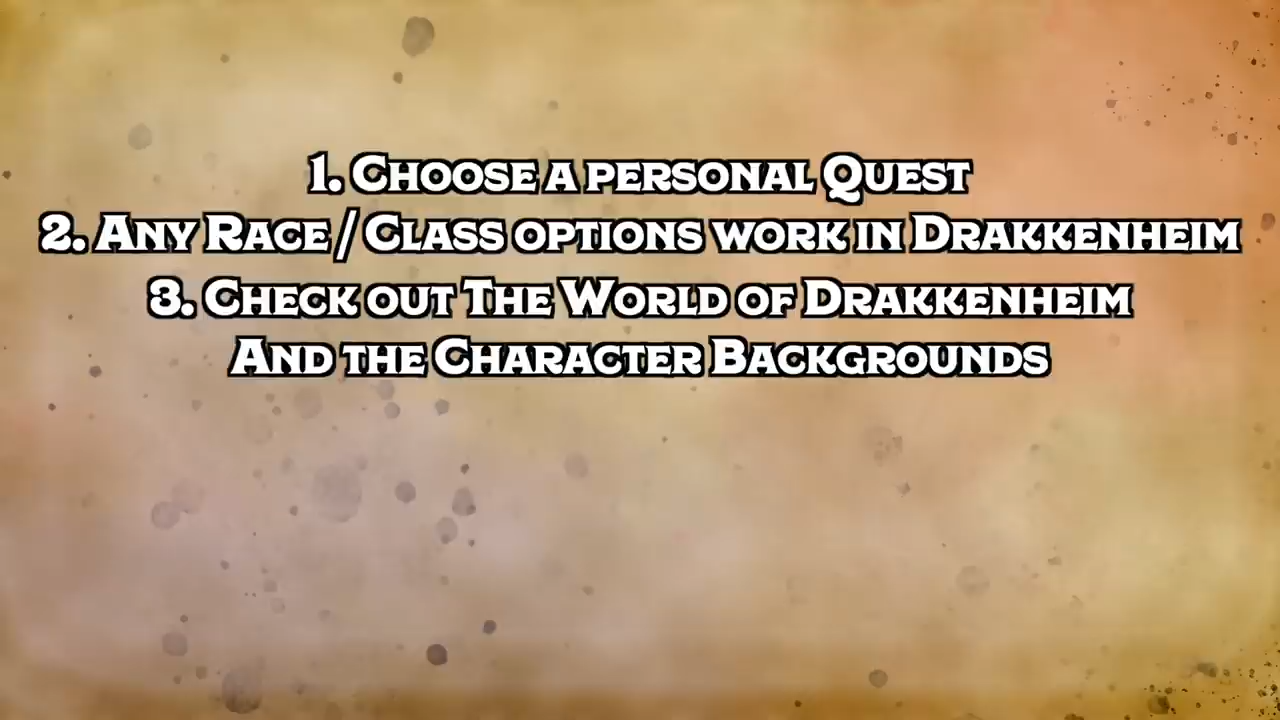 1. Choose a personal Quest
2. Any Race / Class options work in Drakkenheim
3. Check out The World of Drakkenheim
And the Character Backgrounds